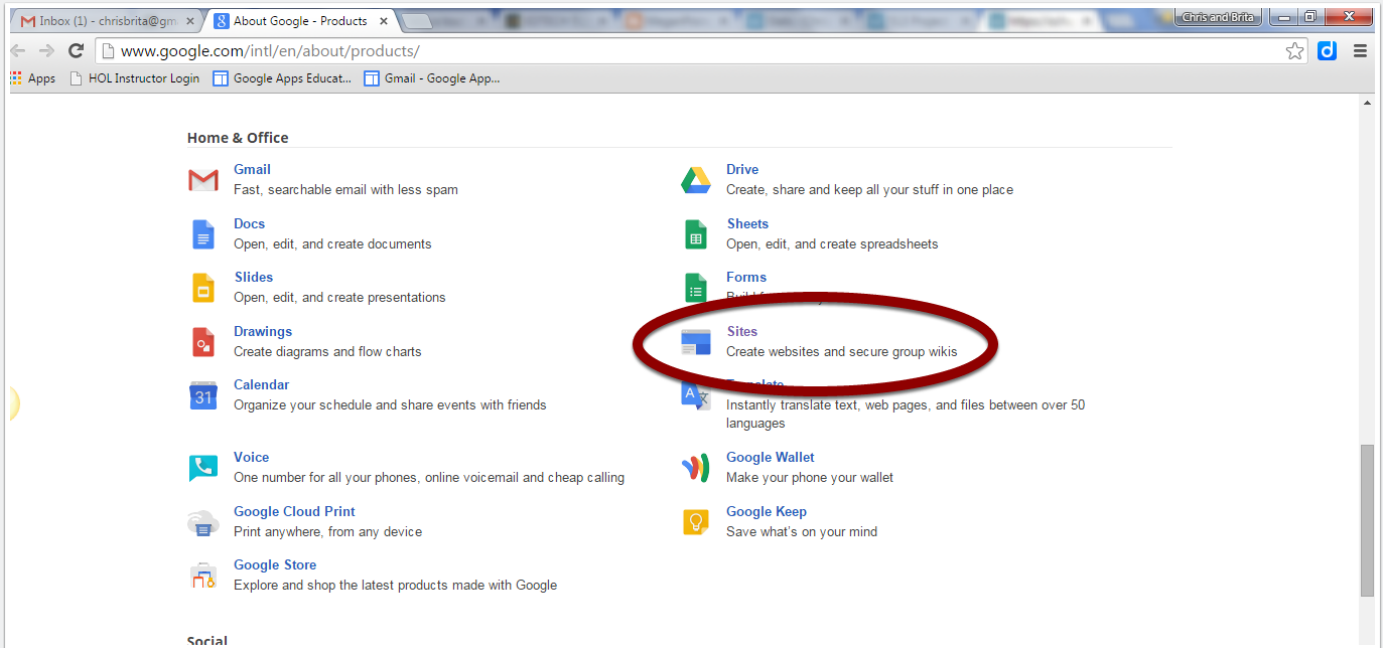 Inbox (1) - chrisbrita@gm
About Google - Products
Chris and Brita
www.google.com/intl/en/about/products/
Apps
HOL Instructor Login
Google Apps Educat...
Gmail - Google App...
Home & Office
Gmail
Fast, searchable email with less spam
Drive
Create, share and keep all your stuff in one place
Docs
Open, edit, and create documents
Sheets
Open, edit, and create spreadsheets
Slides
Open, edit, and create presentations
Forms
Drawings
Create diagrams and flow charts
Sites
Create websites and secure group wikis
Calendar
31
Organize your schedule and share events with friends
Translate
Instantly translate text, web pages, and files between over 50
languages
Voice
One number for all your phones, online voicemail and cheap calling
Google Wallet
Make your phone your wallet
Google Cloud Print
Print anywhere, from any device
Google Keep
Save what's on your mind
Google Store
Explore and shop the latest products made with Google
Social